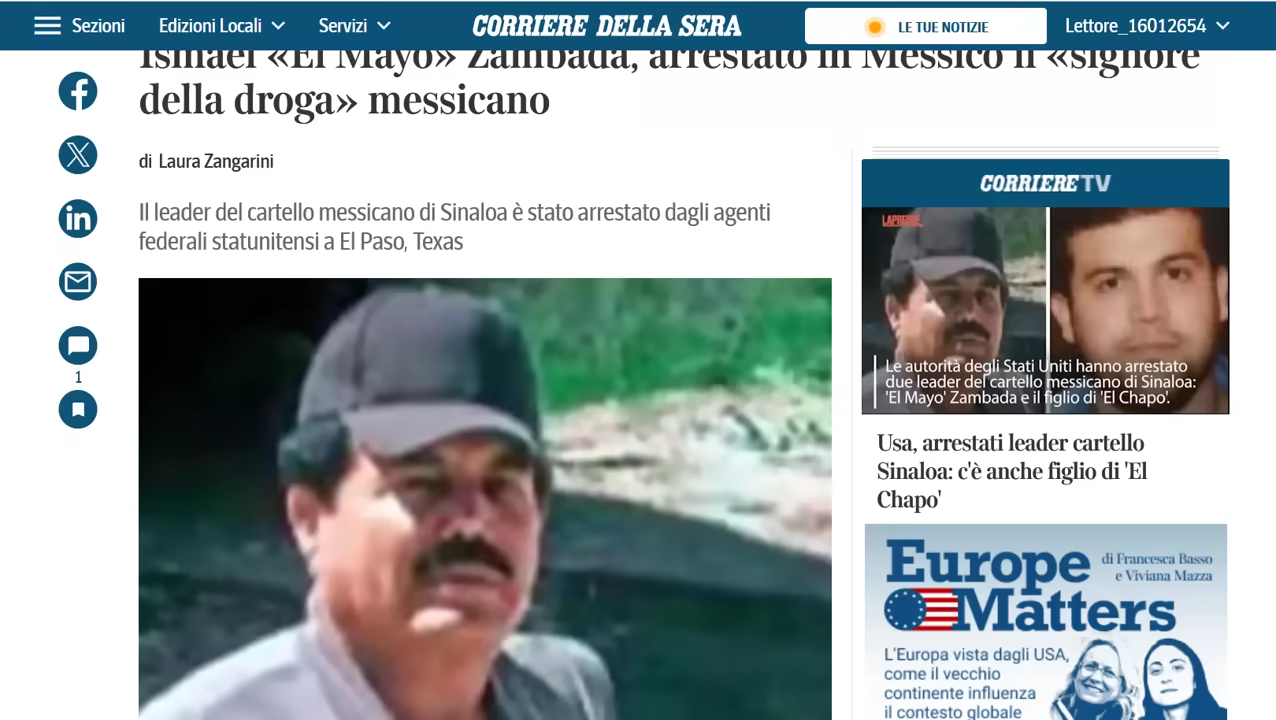 Sezioni
Edizioni Locali
Servizi
CORRIERE DELLA SERA
LE TUE NOTIZIE
Lettore_16012654
Ismael «El Mayo» Zambada, arrestato in Messico il «signore
della droga» messicano
di Laura Zangarini
Il leader del cartello messicano di Sinaloa è stato arrestato dagli agenti
federali statunitensi a El Paso, Texas
1
CORRIERE TV
LAPRESSE
Le autorità degli Stati Uniti hanno arrestato
due leader del cartello messicano di Sinaloa:
'El Mayo' Zambada e il figlio di 'El Chapo'.
Usa, arrestati leader cartello
Sinaloa: c'è anche figlio di 'El
Chapo'
Europe
Matters
di Francesca Basso
e Viviana Mazza
L'Europa vista dagli USA,
come il vecchio
continente influenza
il contesto globale